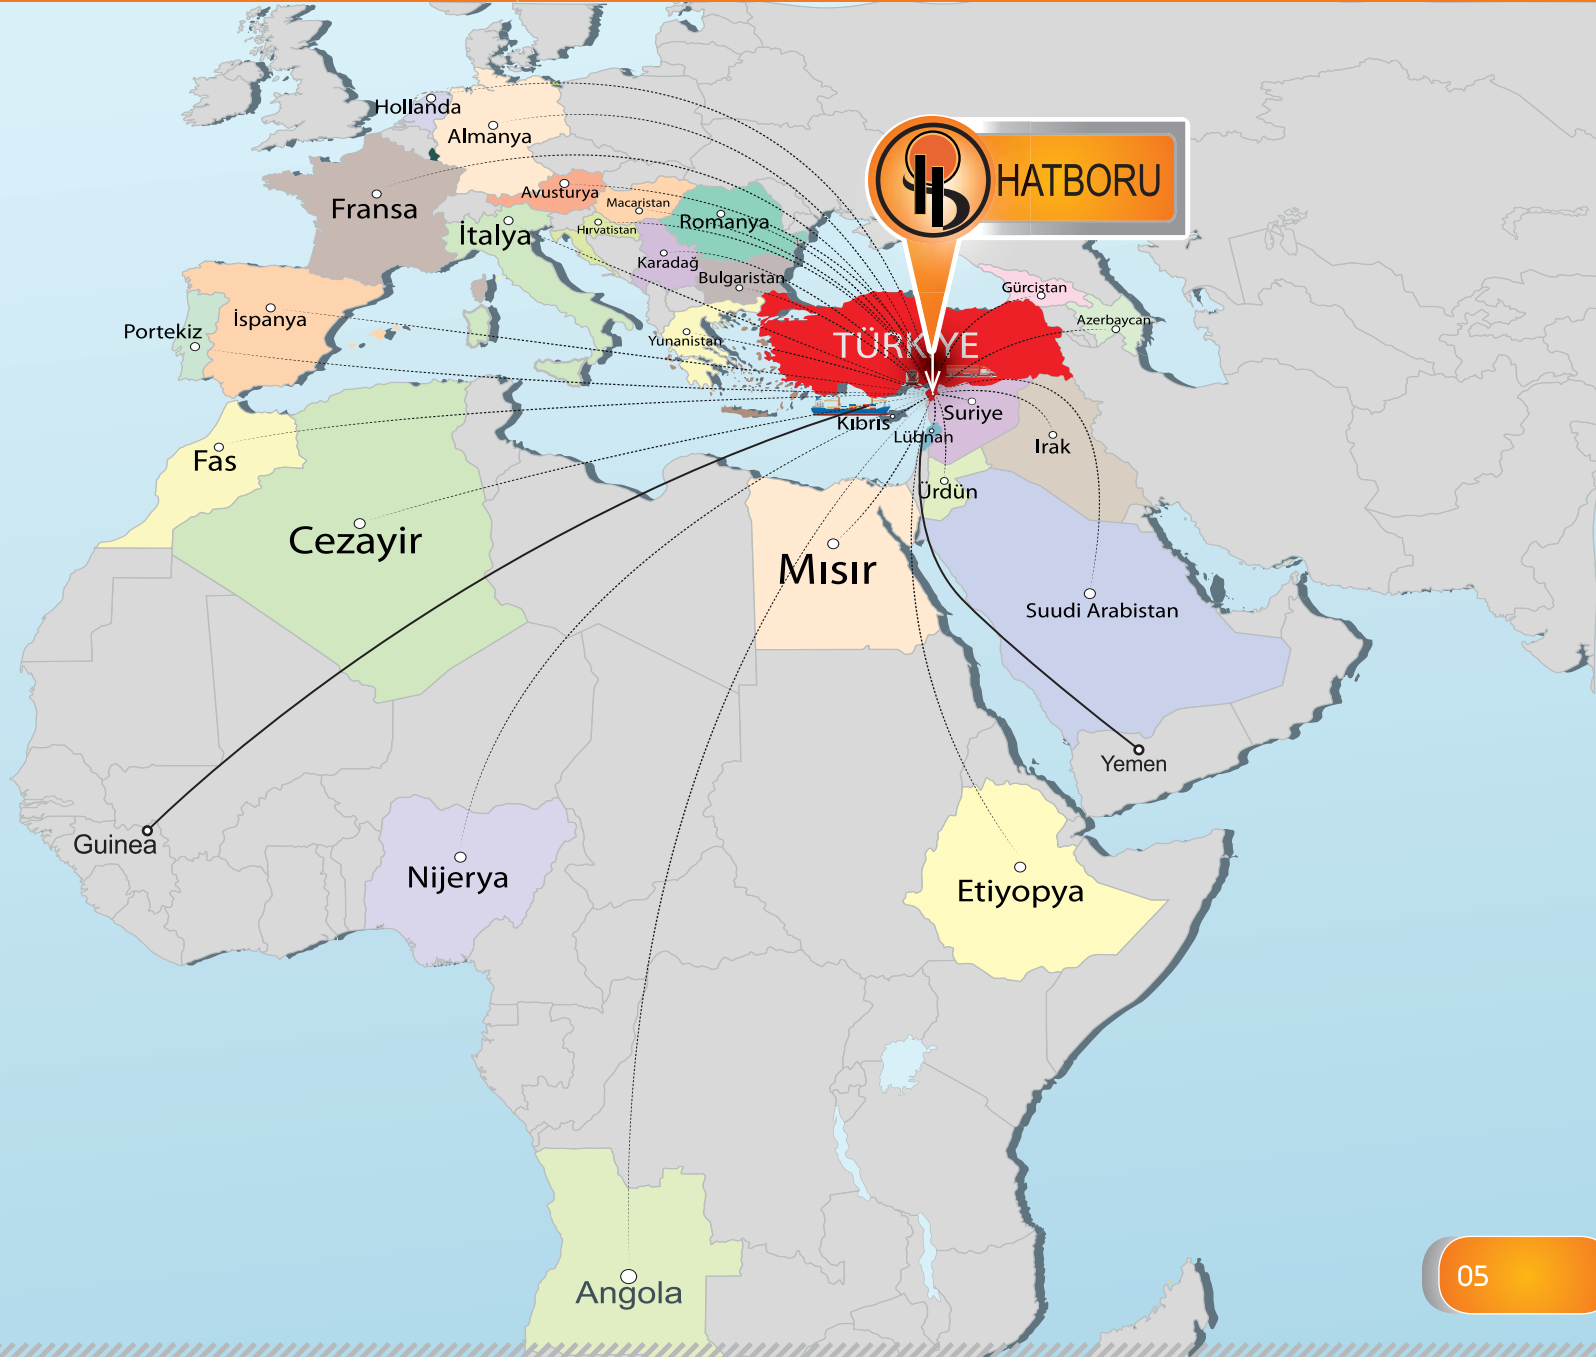 Hollanda
Almanya
HATBORU
Fransa
Avusturya
Macaristan
Romanya
İtalya
Hırvatistan
Karadağ
Bulgaristan
Gürcistan
Portekiz
İspanya
Azerbaycan
Yunanistan
TÜRKİYE
Suriye
Kıbrıs
Lübnan
Irak
Fas
Ürdün
Cezayir
Mısır
Suudi Arabistan
Yemen
Guinea
Nijerya
Etiyopya
05
Angola